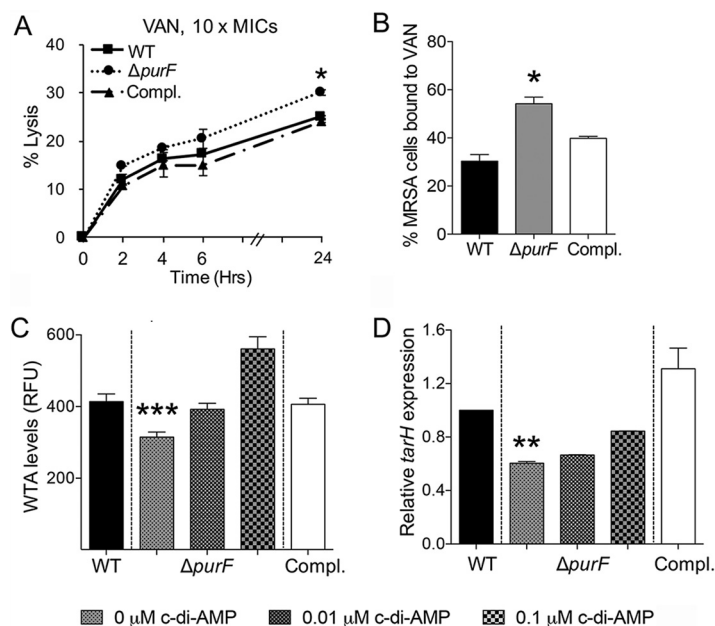 A
VAN, 10 x MICs
WT
ΔpurF
Compl.
*
% Lysis
40
30
20
10
0
0 2 4 6 24
Time (Hrs)
B
% MRSA cells bound to VAN
80
60
40
20
0
*
WT ΔpurF Compl.
C
WTA levels (RFU)
600
400
200
***
WT ΔpurF Compl.
D
Relative tarH expression
1.6
1.2
0.8
0.4
0.0
**
WT ΔpurF Compl.
0 μM c-di-AMP 0.01 μM c-di-AMP 0.1 μM c-di-AMP